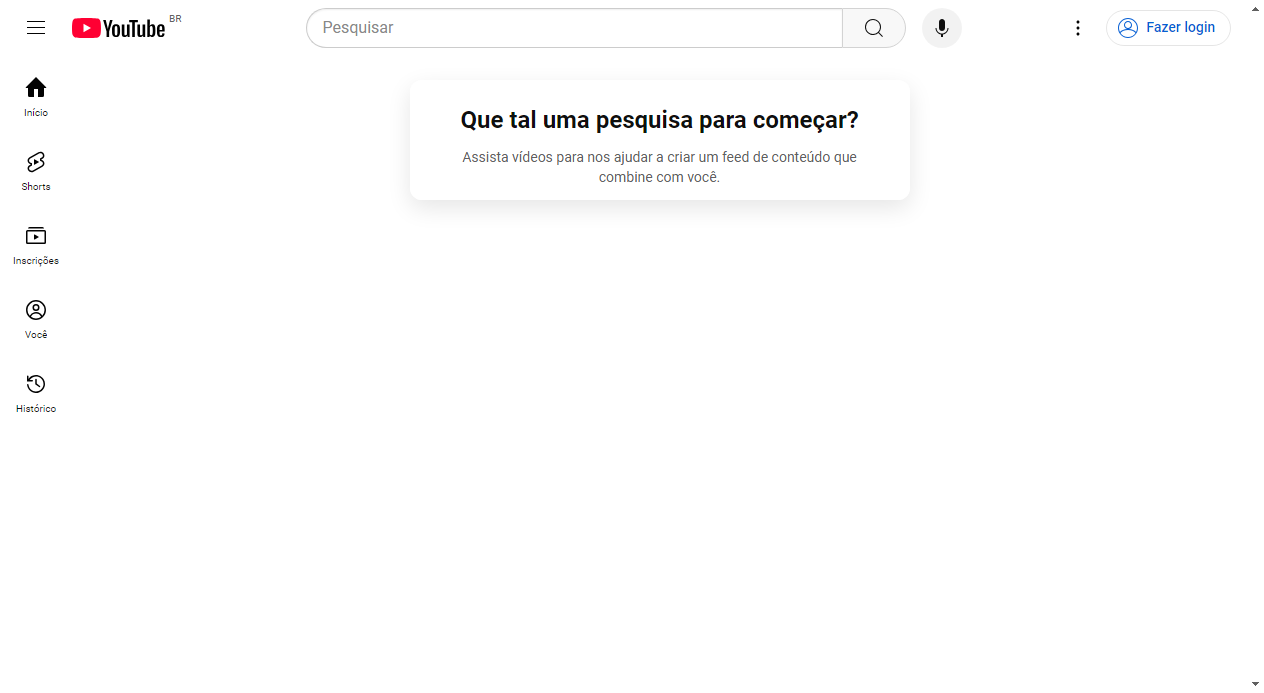 YouTube BR
Pesquisar
Fazer login
Início
Shorts
Inscrições
Você
Histórico
Que tal uma pesquisa para começar?
Assista vídeos para nos ajudar a criar um feed de conteúdo que
combine com você.